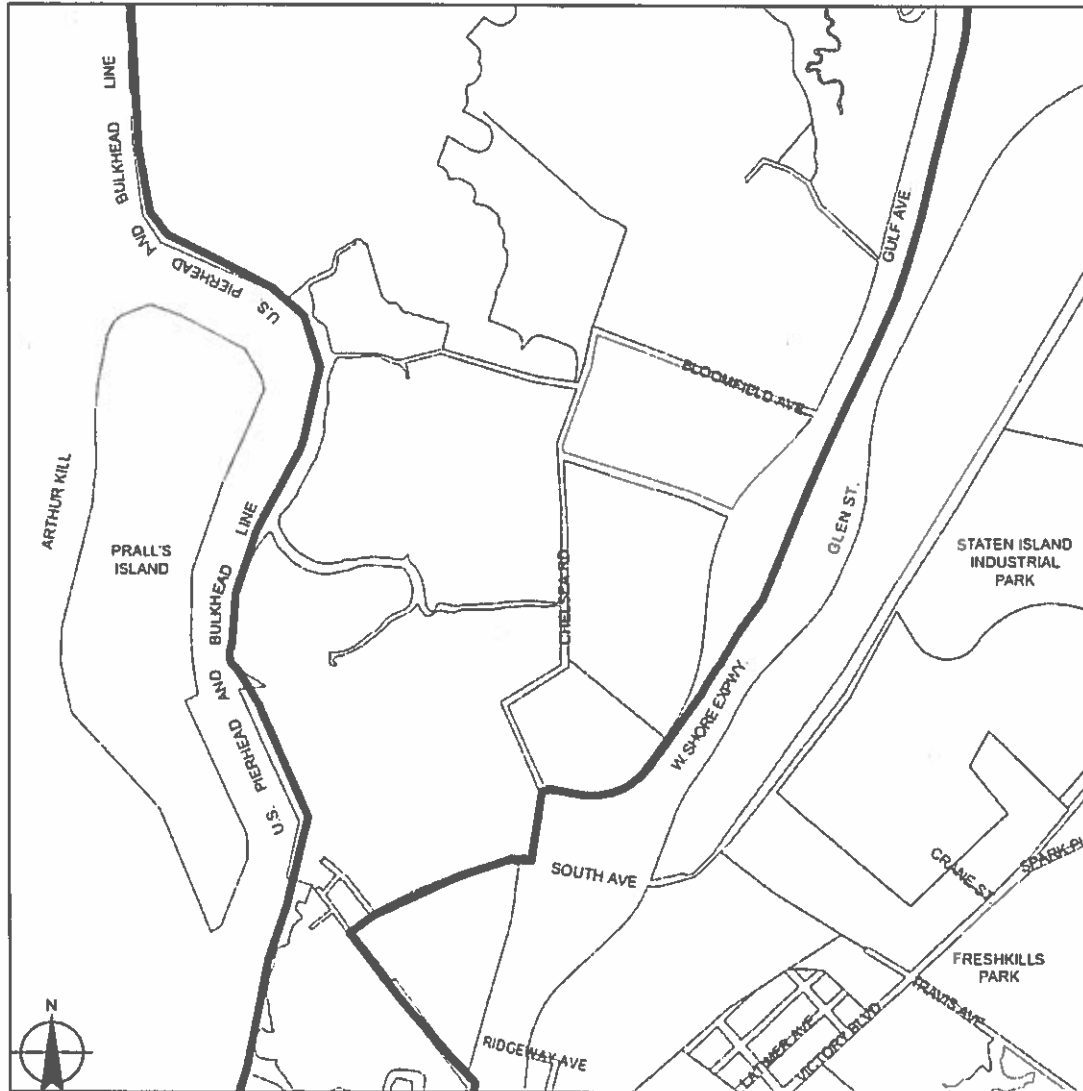 U.S. PIERHEAD AND BULKHEAD LINE
GULF AVE.
BLOOMFIELD AVE.
ARTHUR KILL
PRALL'S
ISLAND
U.S. PIERHEAD AND BULKHEAD LINE
CHELSEA RD
GLEN ST.
STATEN ISLAND
INDUSTRIAL
PARK
W. SHORE EXPWY.
SOUTH AVE
CRANE ST.
SPARK PL
FRESHKILLS
PARK
TRAVIS AVE
VICTORY BLVD
RIDGEWAY AVE
N